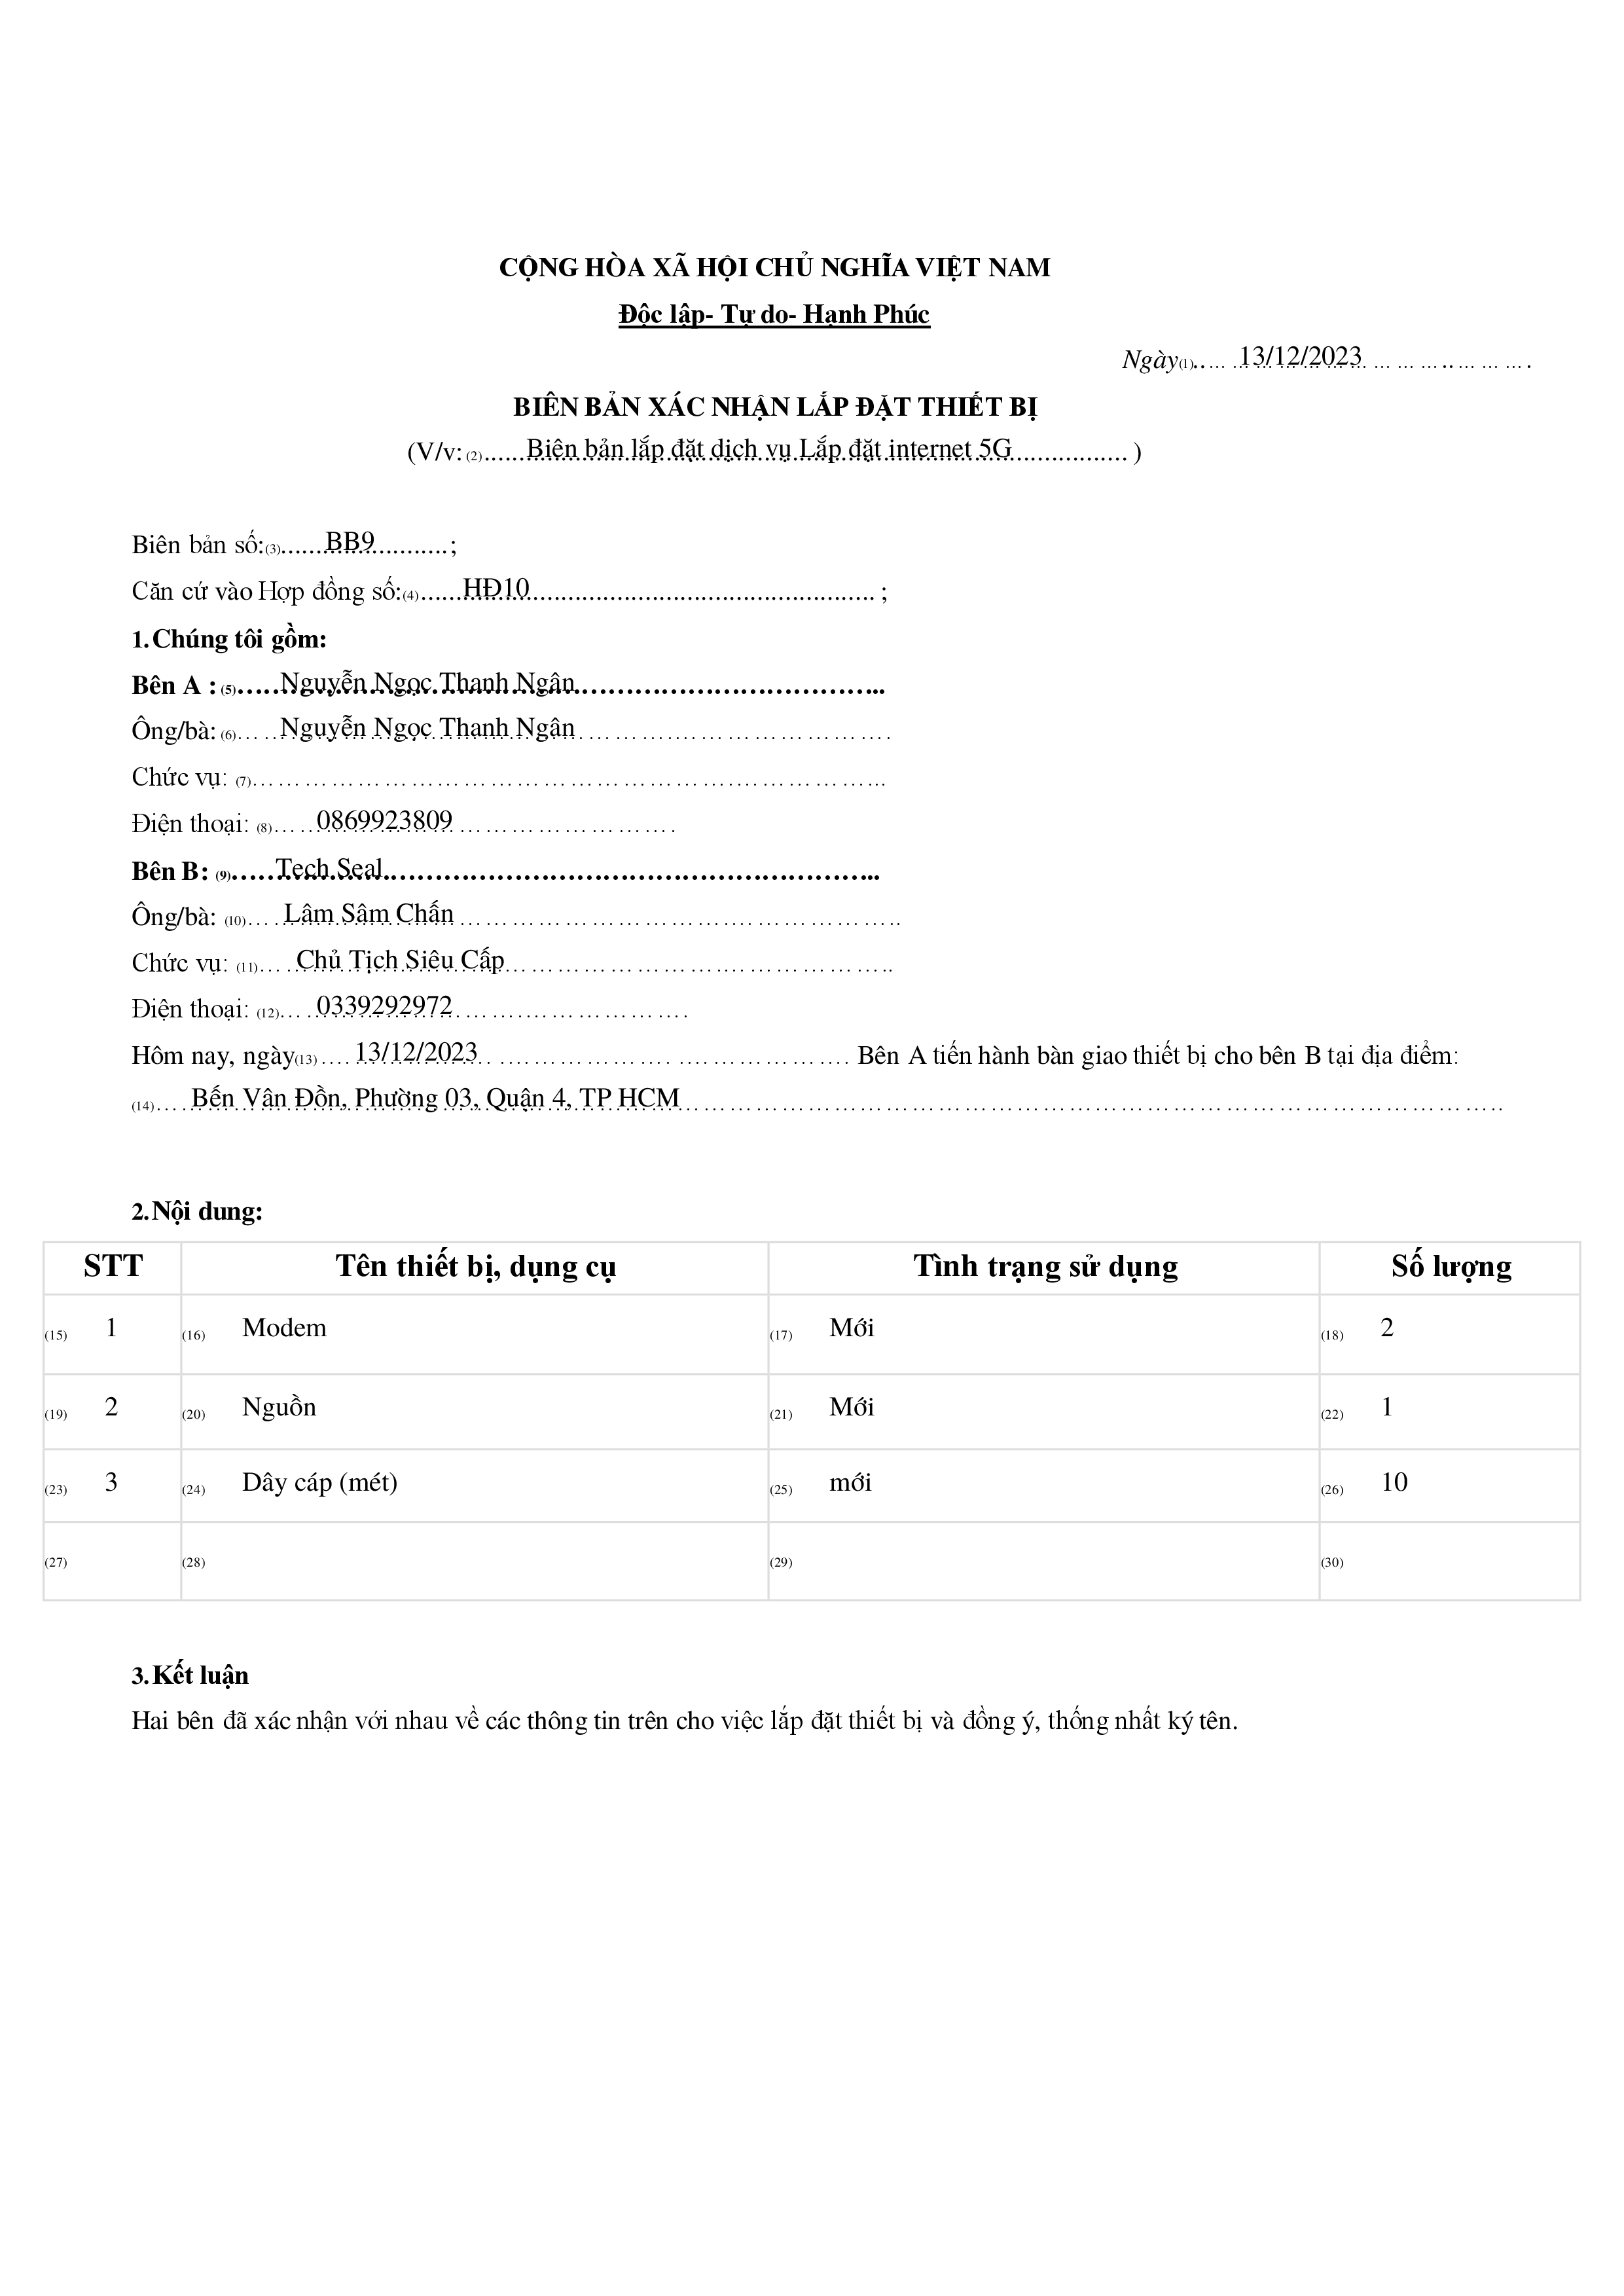 CỘNG HÒA XÃ HỘI CHỦ NGHĨA VIỆT NAM
Độc lập- Tự do- Hạnh Phúc
Ngày(1)..… 13/12/2023 … … … ..… … ….
BIÊN BẢN XÁC NHẬN LẮP ĐẶT THIẾT BỊ
(V/v: (2)...... Biên bản lắp đặt dịch vụ Lắp đặt internet 5G ................ )
Biên bản số:(3)...... BB9 ..........;
Căn cứ vào Hợp đồng số:(4)...... HĐ10 .................................................. ;
1.Chúng tôi gồm:
Bên A : (5)…… Nguyễn Ngọc Thanh Ngân ……………………………..
Ông/bà: (6)… … Nguyễn Ngọc Thanh Ngân … … …. … … … … … … ….
Chức vụ: (7)… … … … … … … … … … … … … … … … … … …. … … … … …...
Điện thoại: (8)… … 0869923809 … … … … … … … ….
Bên B: (9)…… Tech Seal ……………………………………………..
Ông/bà: (10)… … Lâm Sâm Chấn … … … … … … … … … …. … … … … … …..
Chức vụ: (11)… … Chủ Tịch Siêu Cấp … … … … … … … …. … … … … … …..
Điện thoại: (12)… … 0339292972 … …. … … … … … ….
Hôm nay, ngày(13) …. 13/12/2023 …. … … … … …. …. … … … … …. Bên A tiến hành bàn giao thiết bị cho bên B tại địa điểm:
(14)… … Bến Vân Đồn, Phường 03, Quận 4, TP HCM … … … … … … … … … … … … … … … … … … … … … … … … … … … … … …..
2.Nội dung:
STT Tên thiết bị, dụng cụ Tình trạng sử dụng Số lượng
(15) 1 (16) Modem (17) Mới (18) 2
(19) 2 (20) Nguồn (21) Mới (22) 1
(23) 3 (24) Dây cáp (mét) (25) mới (26) 10
(27) (28) (29) (30)
3.Kết luận
Hai bên đã xác nhận với nhau về các thông tin trên cho việc lắp đặt thiết bị và đồng ý, thống nhất ký tên.